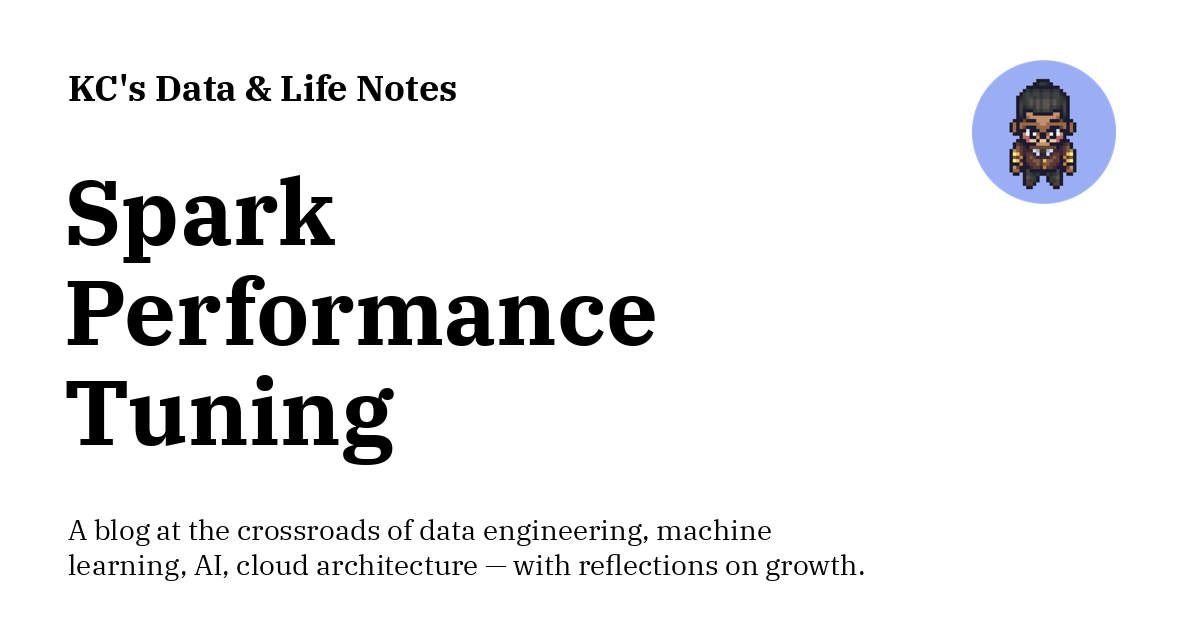 KC's Data & Life Notes
Spark
Performance
Tuning
A blog at the crossroads of data engineering, machine
learning, AI, cloud architecture — with reflections on growth.